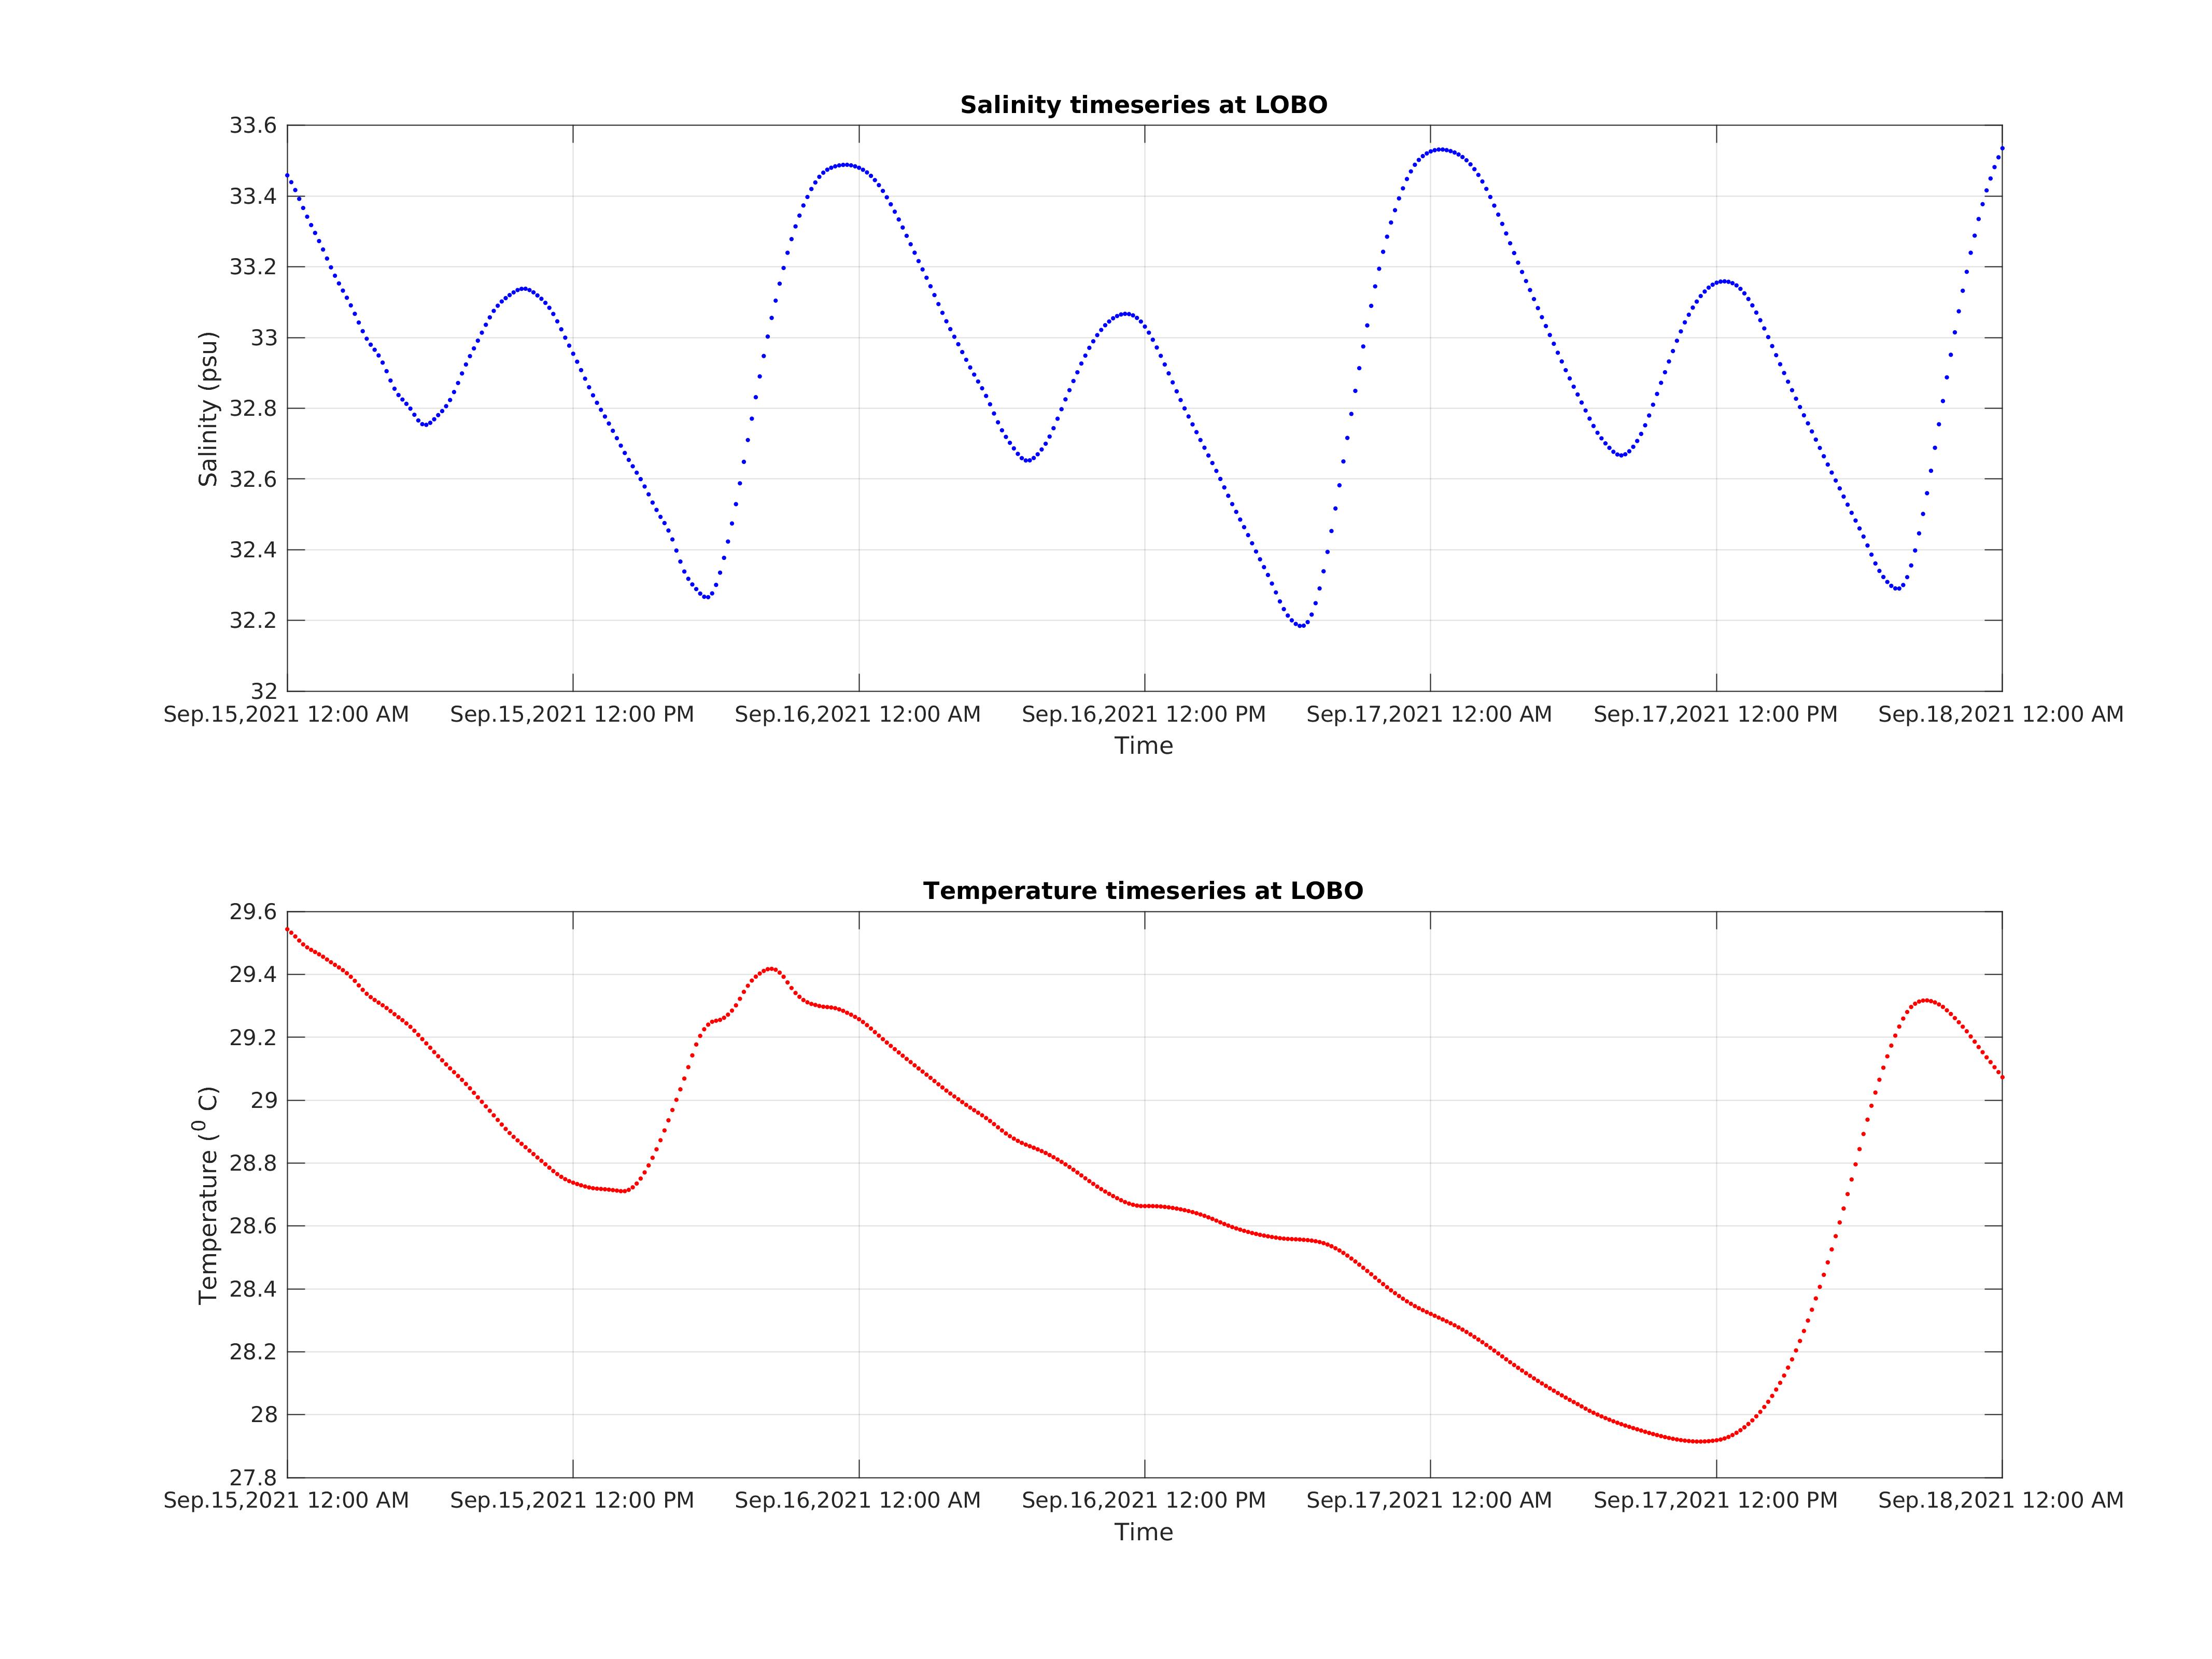 Salinity timeseries at LOBO
33.6
33.4
33.2
33
32.8
32.6
32.4
32.2
32
Salinity (psu)
Sep.15,2021 12:00 AM Sep.15,2021 12:00 PM Sep.16,2021 12:00 AM Sep.16,2021 12:00 PM Sep.17,2021 12:00 AM Sep.17,2021 12:00 PM Sep.18,2021 12:00 AM
Time
Temperature timeseries at LOBO
29.6
29.4
29.2
29
28.8
28.6
28.4
28.2
28
27.8
Temperature (⁰ C)
Sep.15,2021 12:00 AM Sep.15,2021 12:00 PM Sep.16,2021 12:00 AM Sep.16,2021 12:00 PM Sep.17,2021 12:00 AM Sep.17,2021 12:00 PM Sep.18,2021 12:00 AM
Time